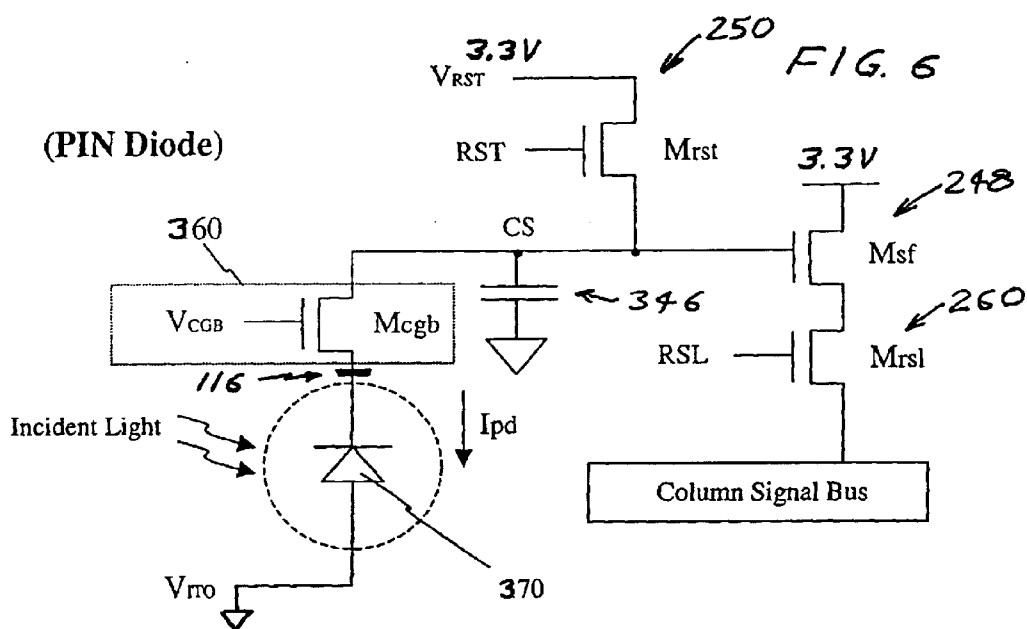 250
3.3V
FIG. 6
VRST
(PIN Diode)
RST
Mrst
3.3V
248
CS
360
Msf
VCGB
Mcgb
346
260
RSL
Mrsl
116
Incident Light
Ipd
Column Signal Bus
VITO
370